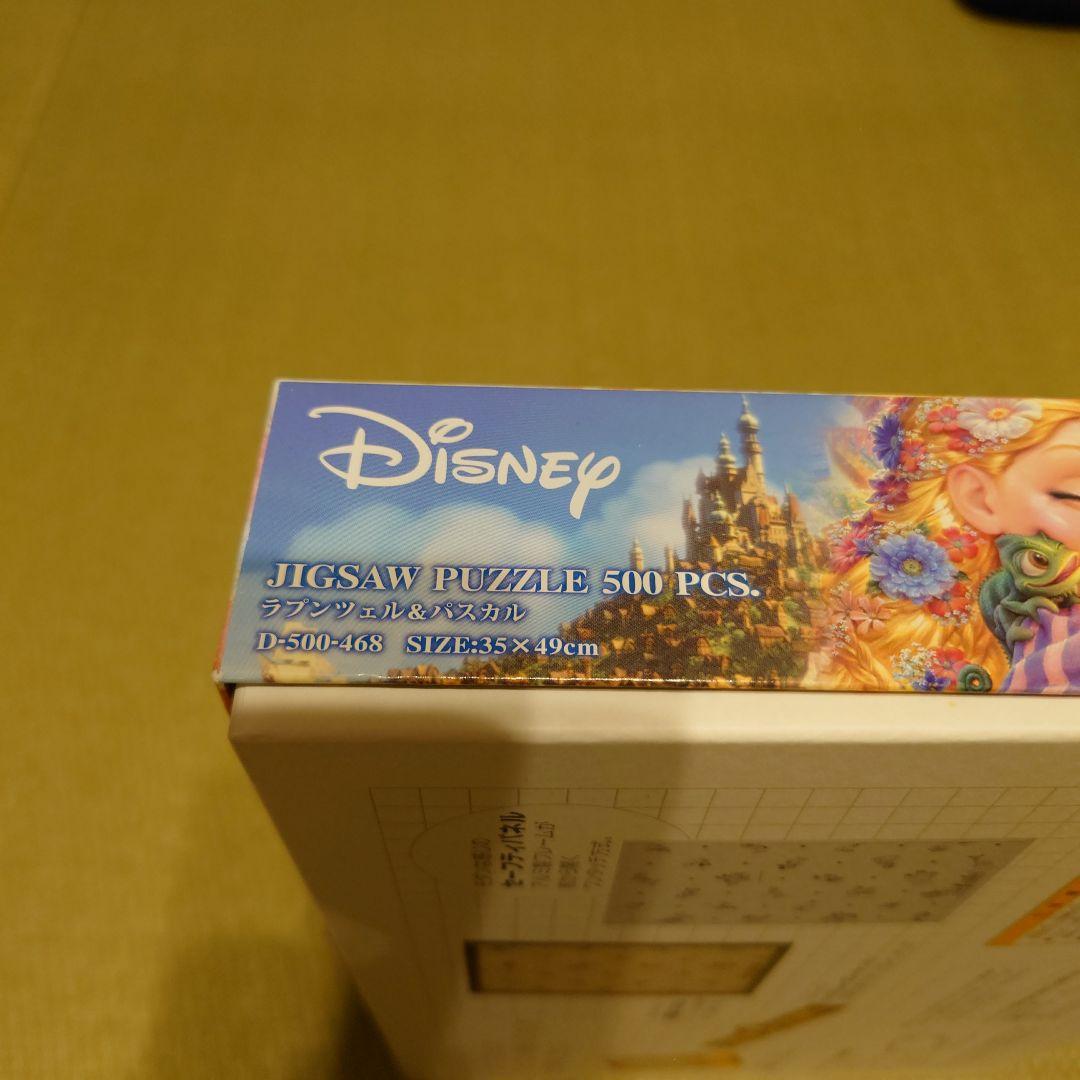 Disney
JIGSAW PUZZLE 500 PCS.
ラプンツェル&パスカル
D-500-468 SIZE:35×49cm
セーフティパネル